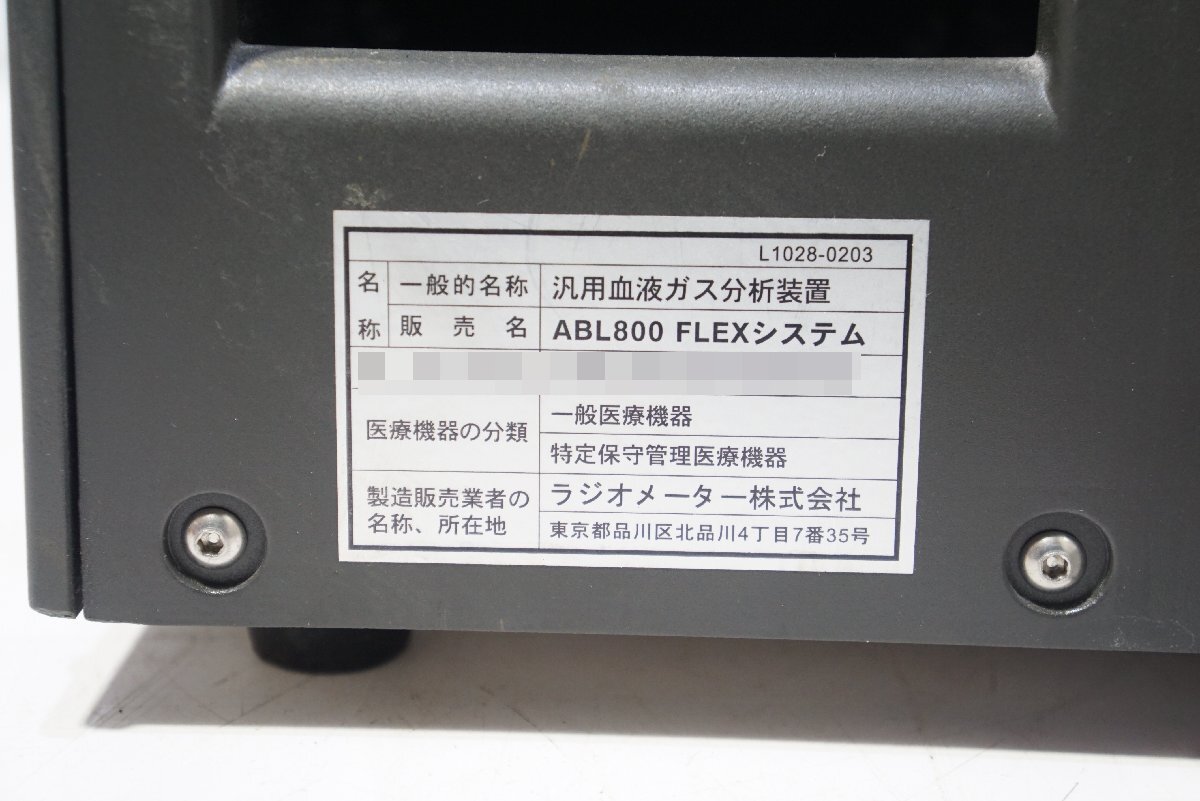 L1028-0203
名称 一般的名称 汎用血液ガス分析装置
販売名 ABL800 FLEXシステム
医療機器の分類 一般医療機器
特定保守管理医療機器
製造販売業者の
名称、所在地
ラジオメーター株式会社
東京都品川区北品川4丁目7番35号